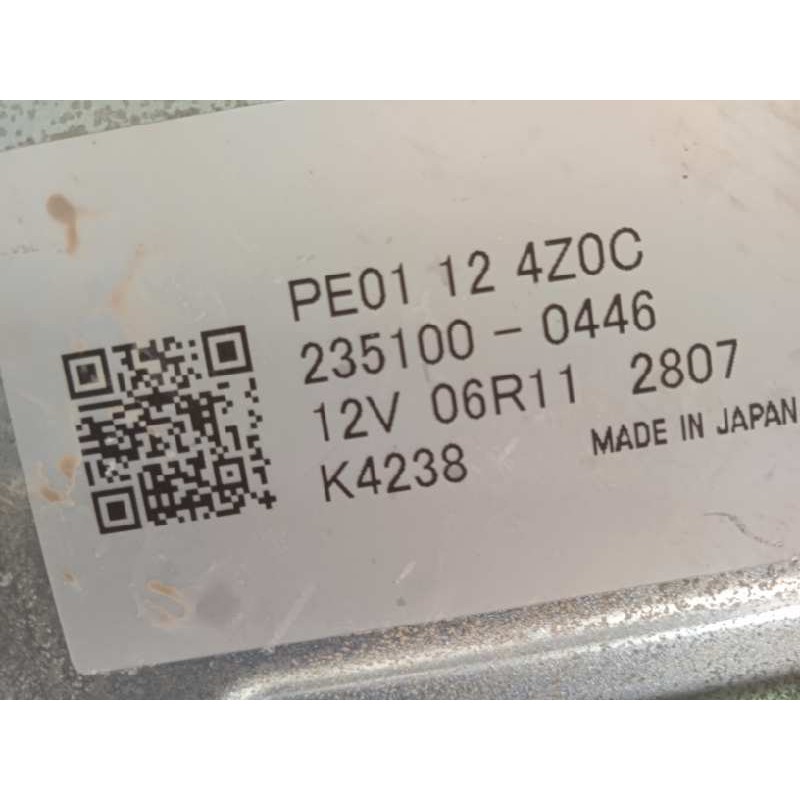 PE01 12 4Z0C
235100-0446
12V 06R11 2807
K4238 MADE IN JAPAN